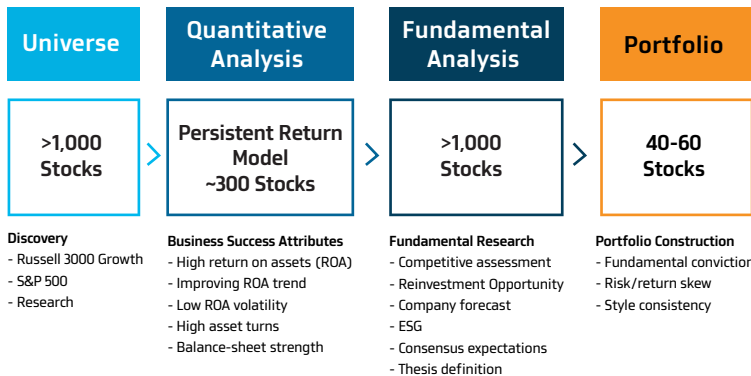 Universe
Quantitative
Analysis
Fundamental
Analysis
Portfolio
>1,000
Stocks
Persistent Return
Model
~300 Stocks
>1,000
Stocks
40-60
Stocks
Discovery
- Russell 3000 Growth
- S&P 500
- Research
Business Success Attributes
- High return on assets (ROA)
- Improving ROA trend
- Low ROA volatility
- High asset turns
- Balance-sheet strength
Fundamental Research
- Competitive assessment
- Reinvestment Opportunity
- Company forecast
- ESG
- Consensus expectations
- Thesis definition
Portfolio Construction
- Fundamental conviction
- Risk/return skew
- Style consistency